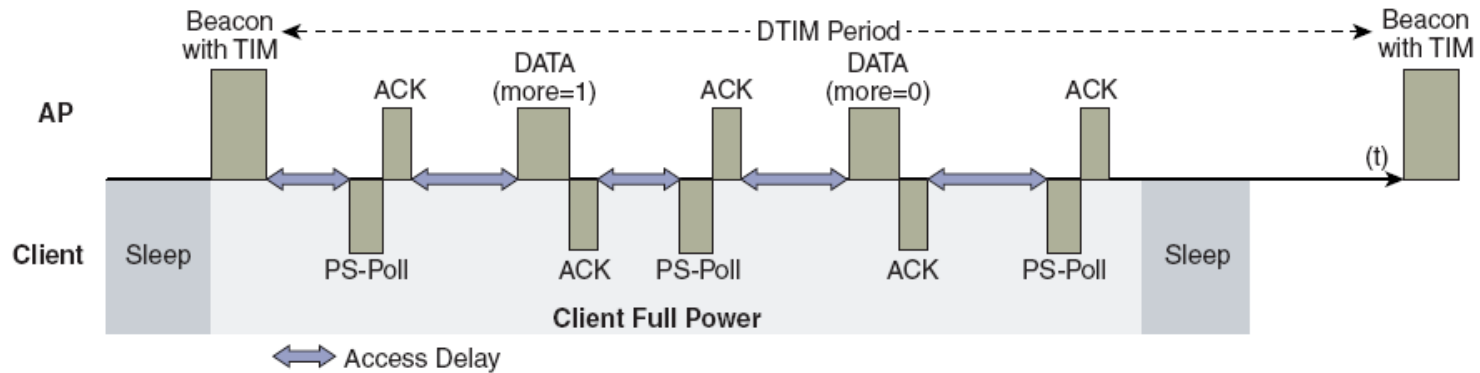 Beacon
with TIM
DTIM Period
Beacon
with TIM
AP
ACK
DATA
(more=1)
ACK
DATA
(more=0)
ACK
(t)
Client
Sleep
PS-Poll
ACK
PS-Poll
ACK
PS-Poll
Sleep
Client Full Power
Access Delay